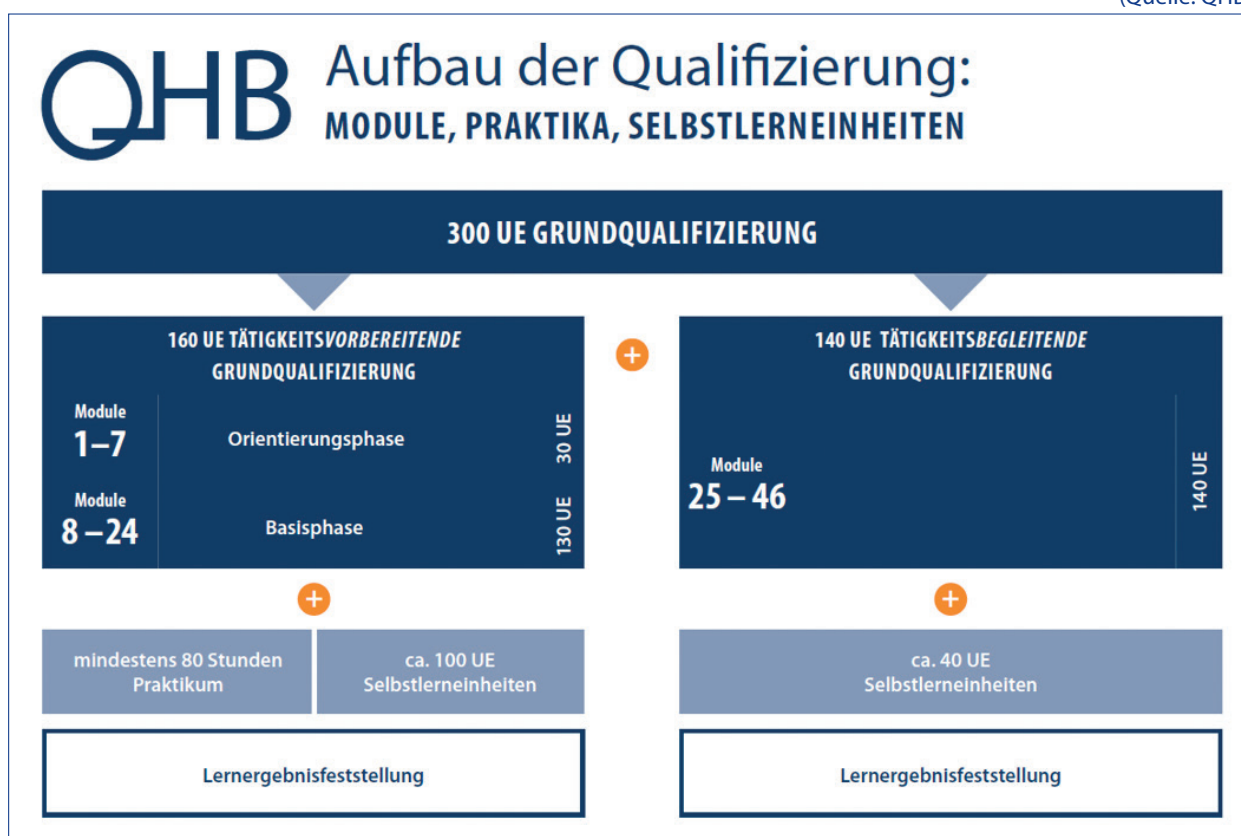 (Quelle: QHB
QHB
Aufbau der Qualifizierung:
MODULE, PRAKTIKA, SELBSTLERNEINHEITEN
300 UE GRUNDQUALIFIZIERUNG
160 UE TÄTIGKEITSVORBEREITENDE
GRUNDQUALIFIZIERUNG
Module
1–7
Orientierungsphase
30 UE
Module
8 – 24
Basisphase
130 UE
+
140 UE TÄTIGKEITSBEGLEITENDE
GRUNDQUALIFIZIERUNG
Module
25 – 46
140 UE
+
mindestens 80 Stunden
Praktikum
ca. 100 UE
Selbstlerneinheiten
+
ca. 40 UE
Selbstlerneinheiten
Lernergebnisfeststellung
Lernergebnisfeststellung